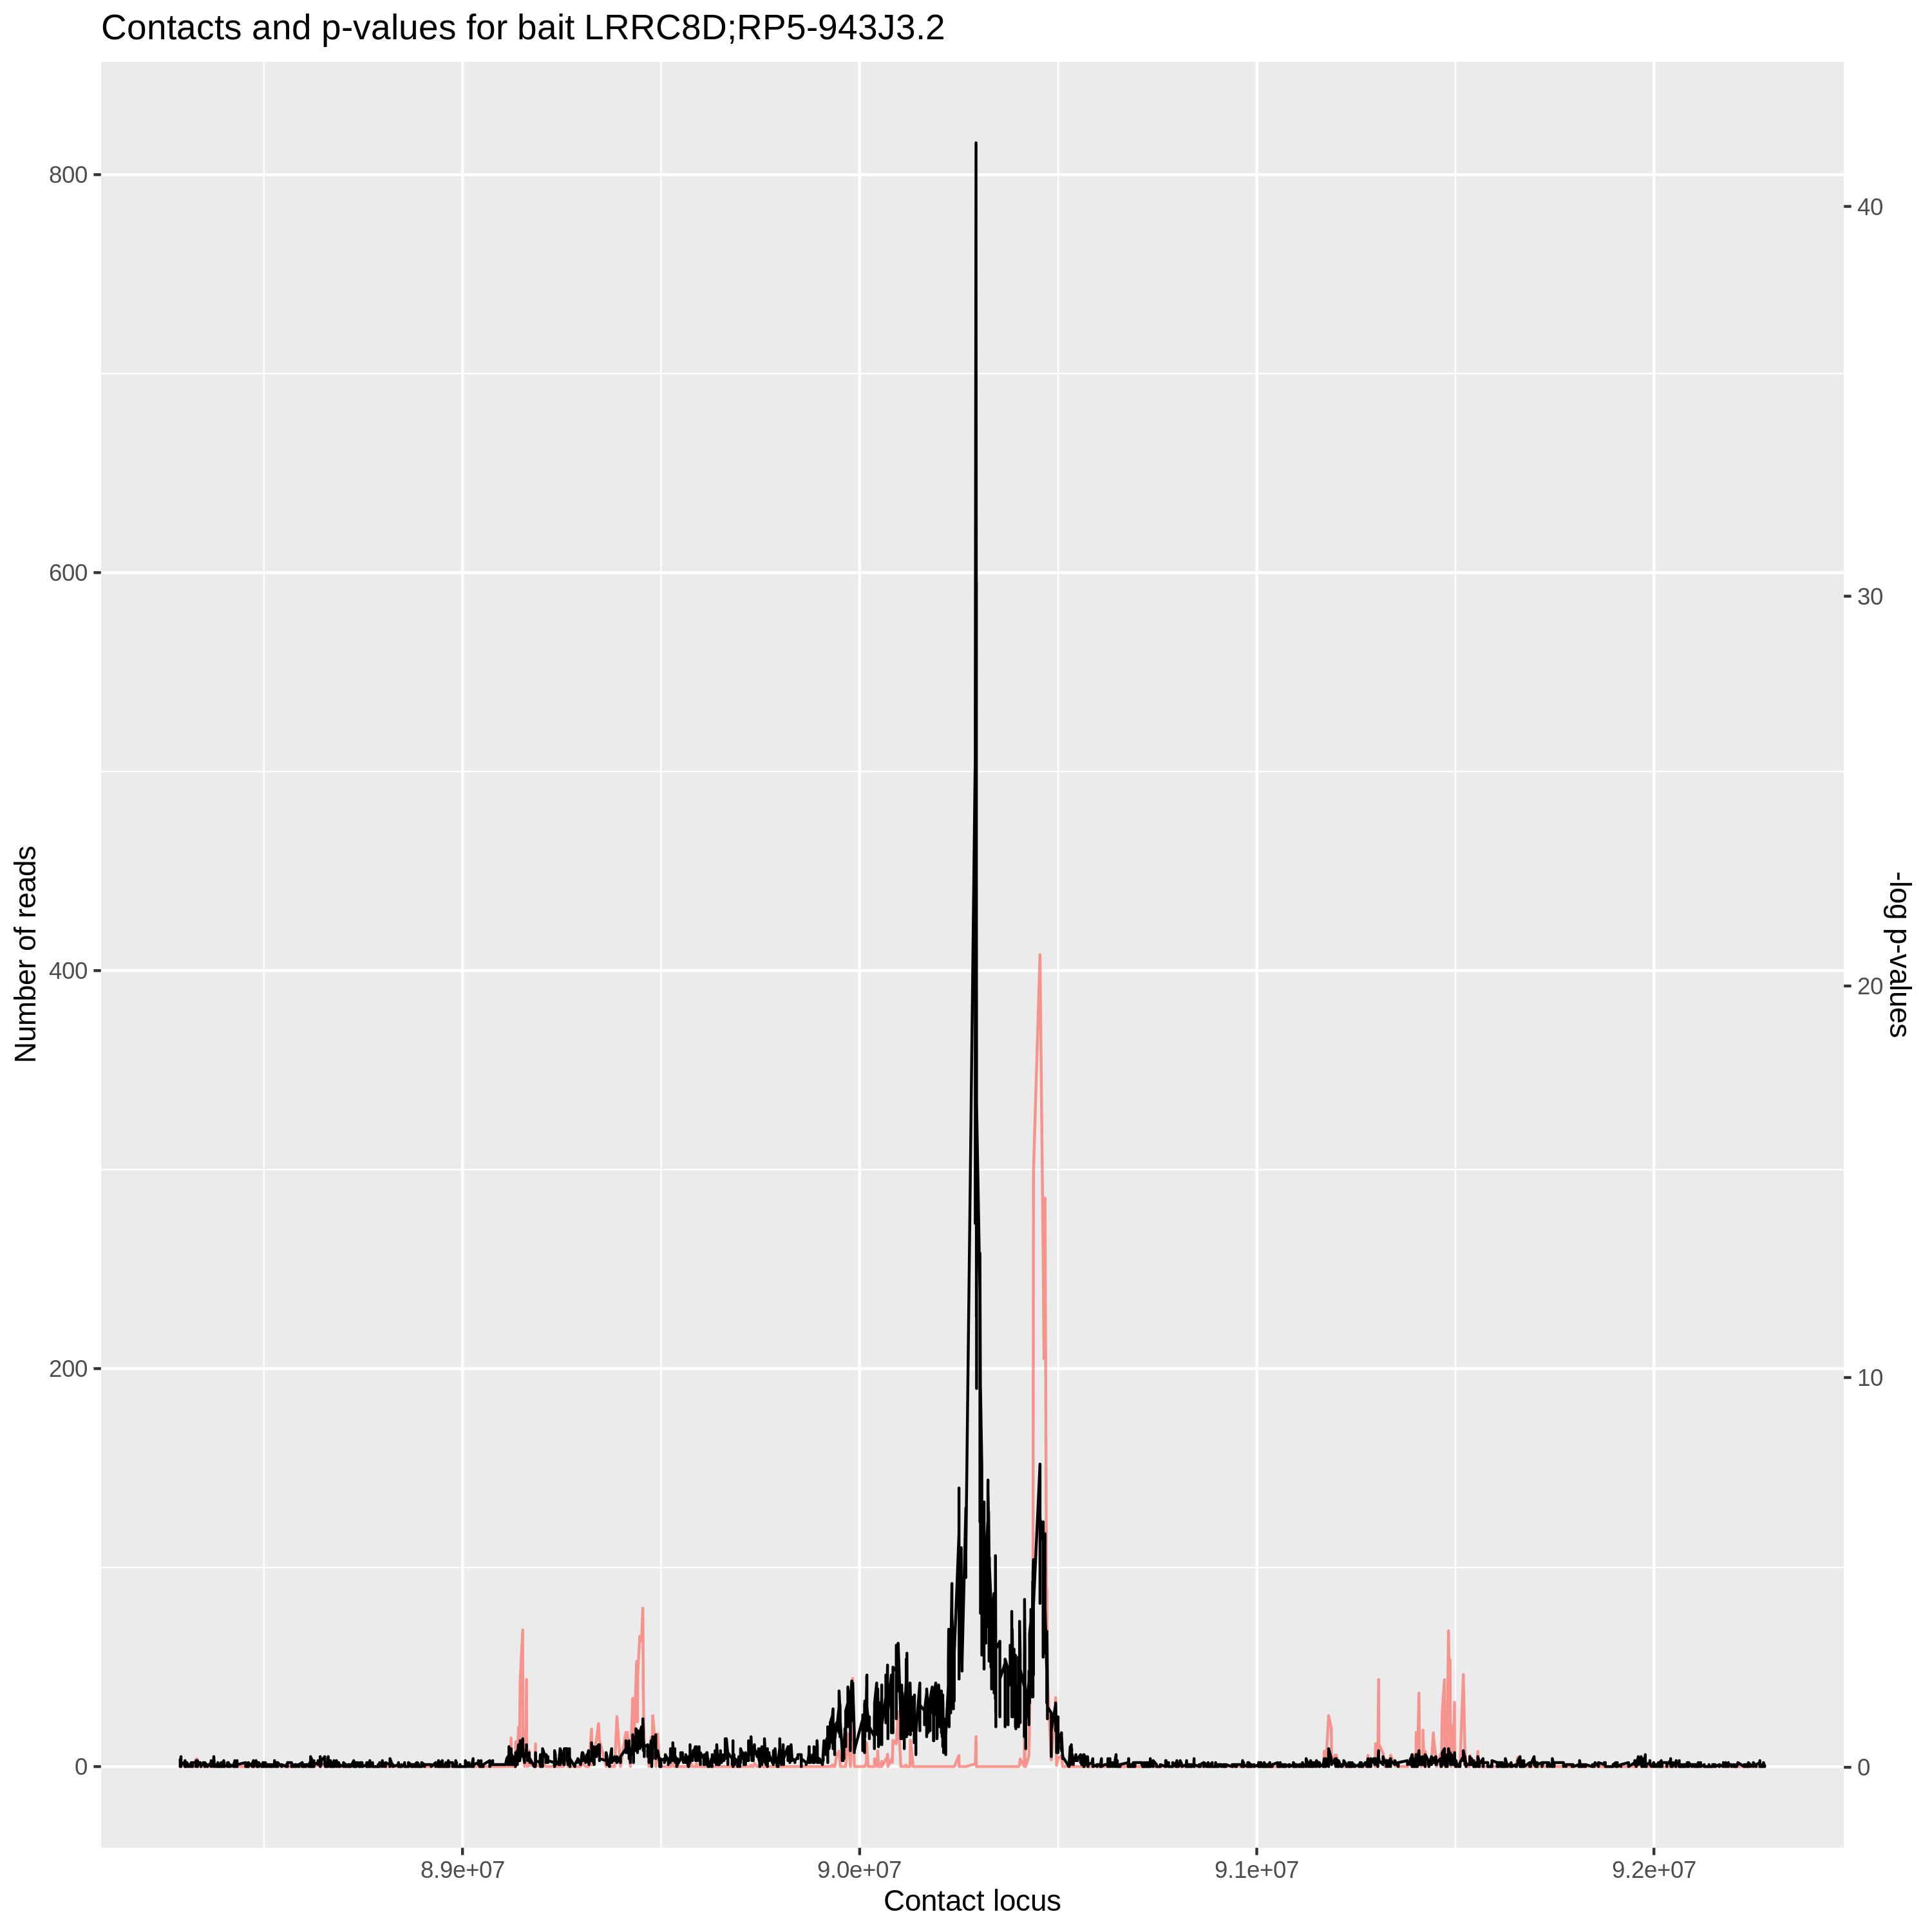 Contacts and p-values for bait LRRC8D;RP5-943J3.2
800
600
400
200
0
Number of reads
40
30
20
10
0
-log p-values
8.9e+07
9.0e+07
9.1e+07
9.2e+07
Contact locus